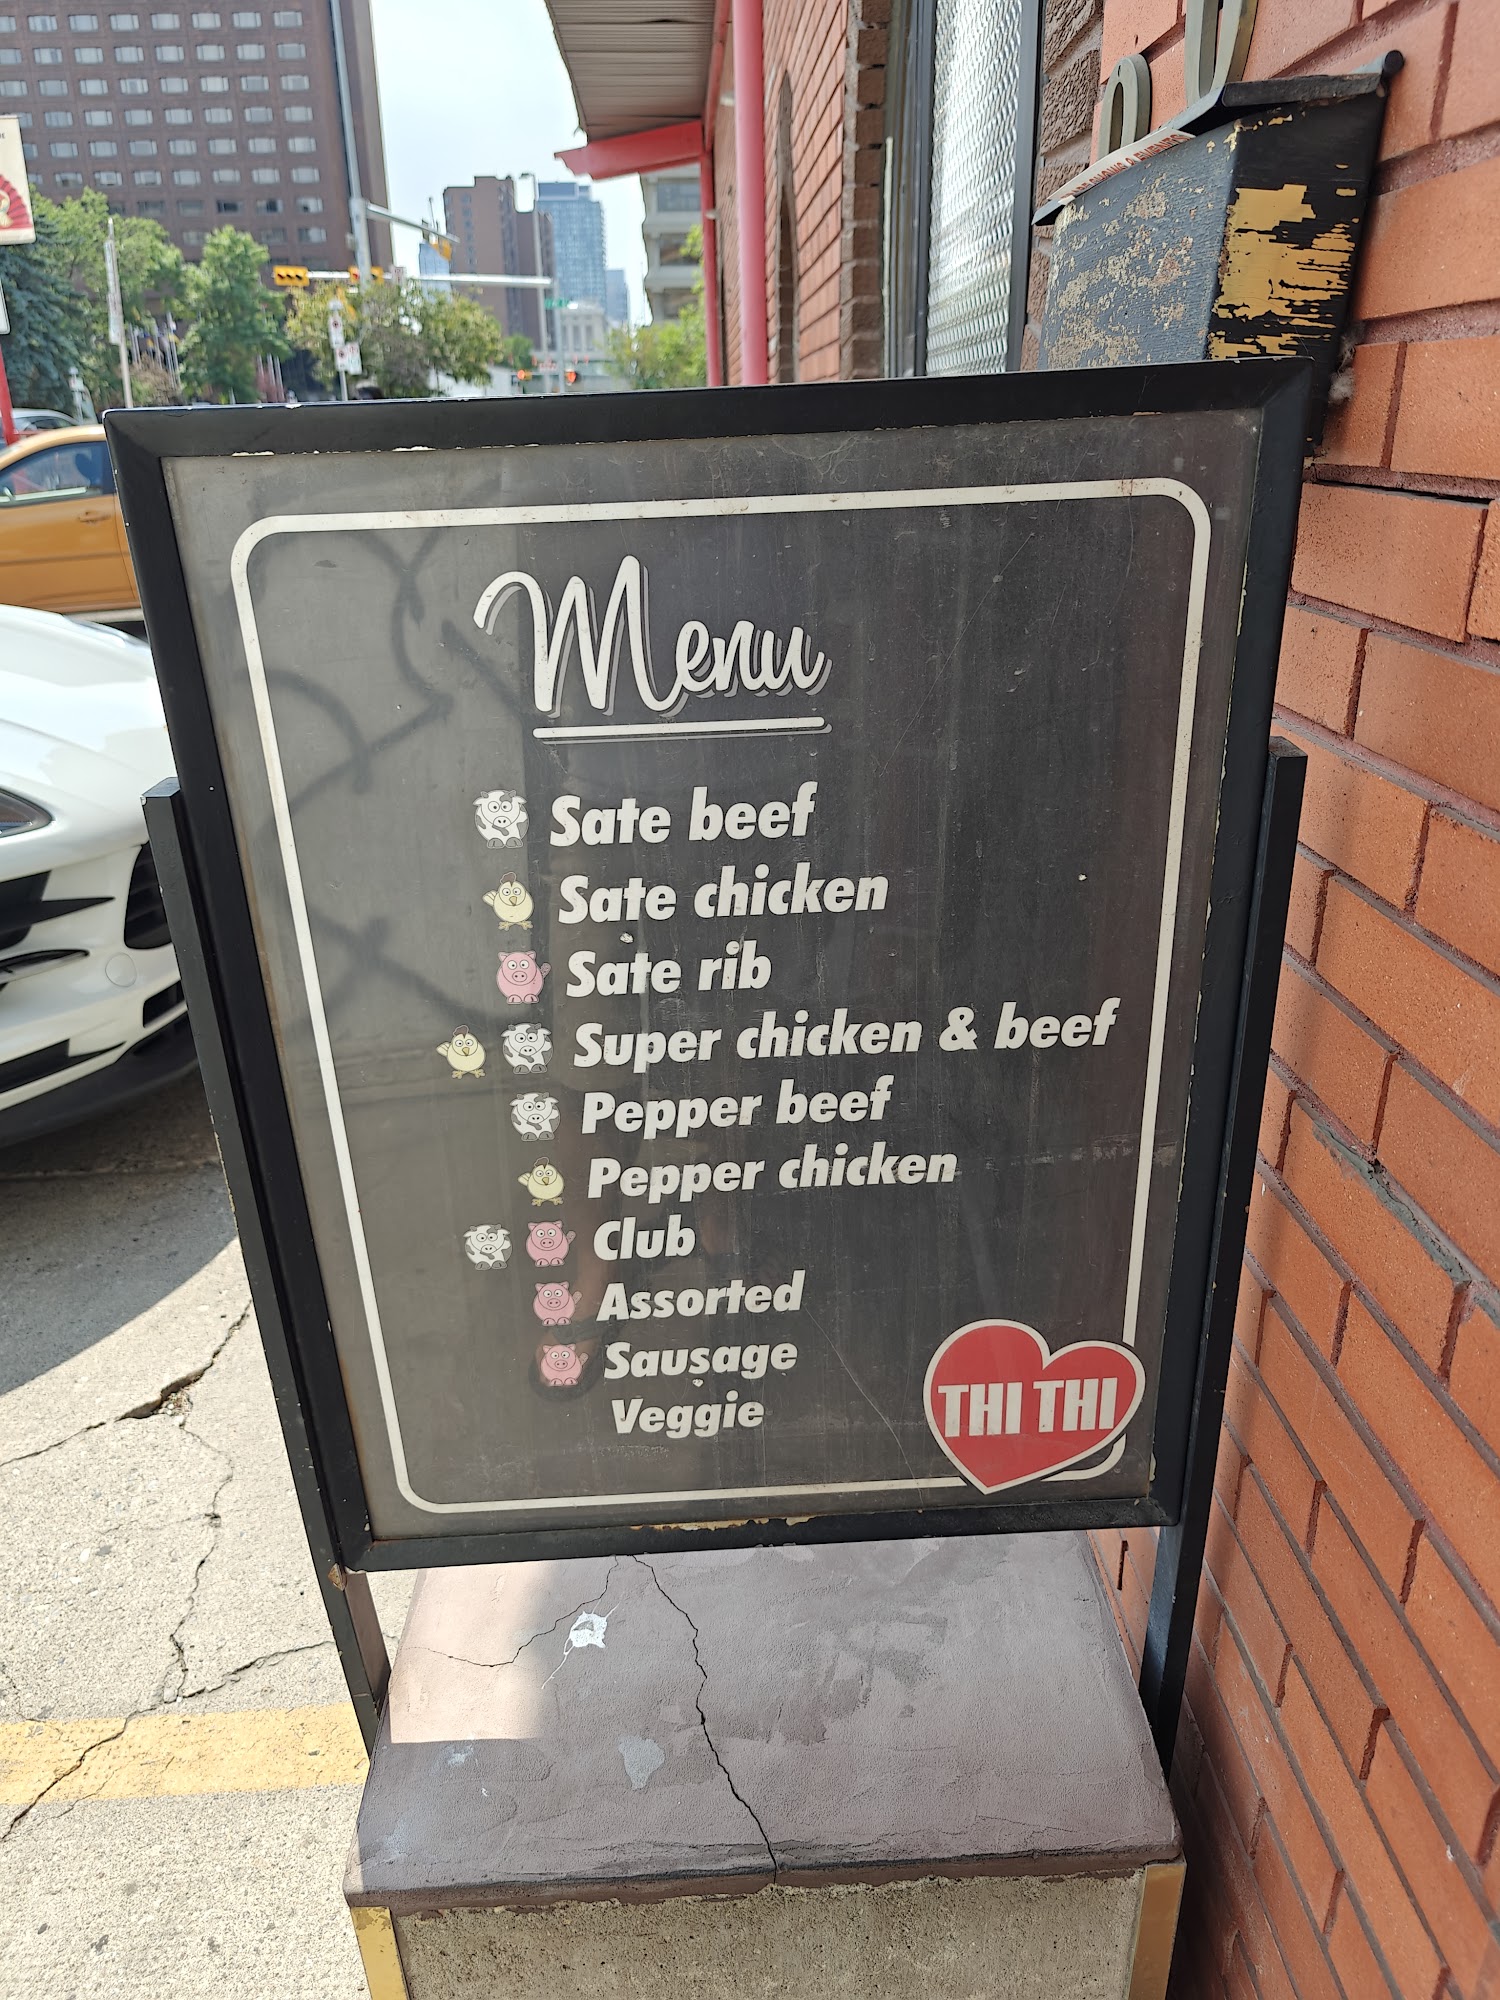 Menu
Sate beef
Sate chicken
Sate rib
Super chicken & beef
Pepper beef
Pepper chicken
Club
Assorted
Sausage
Veggie
THI THI